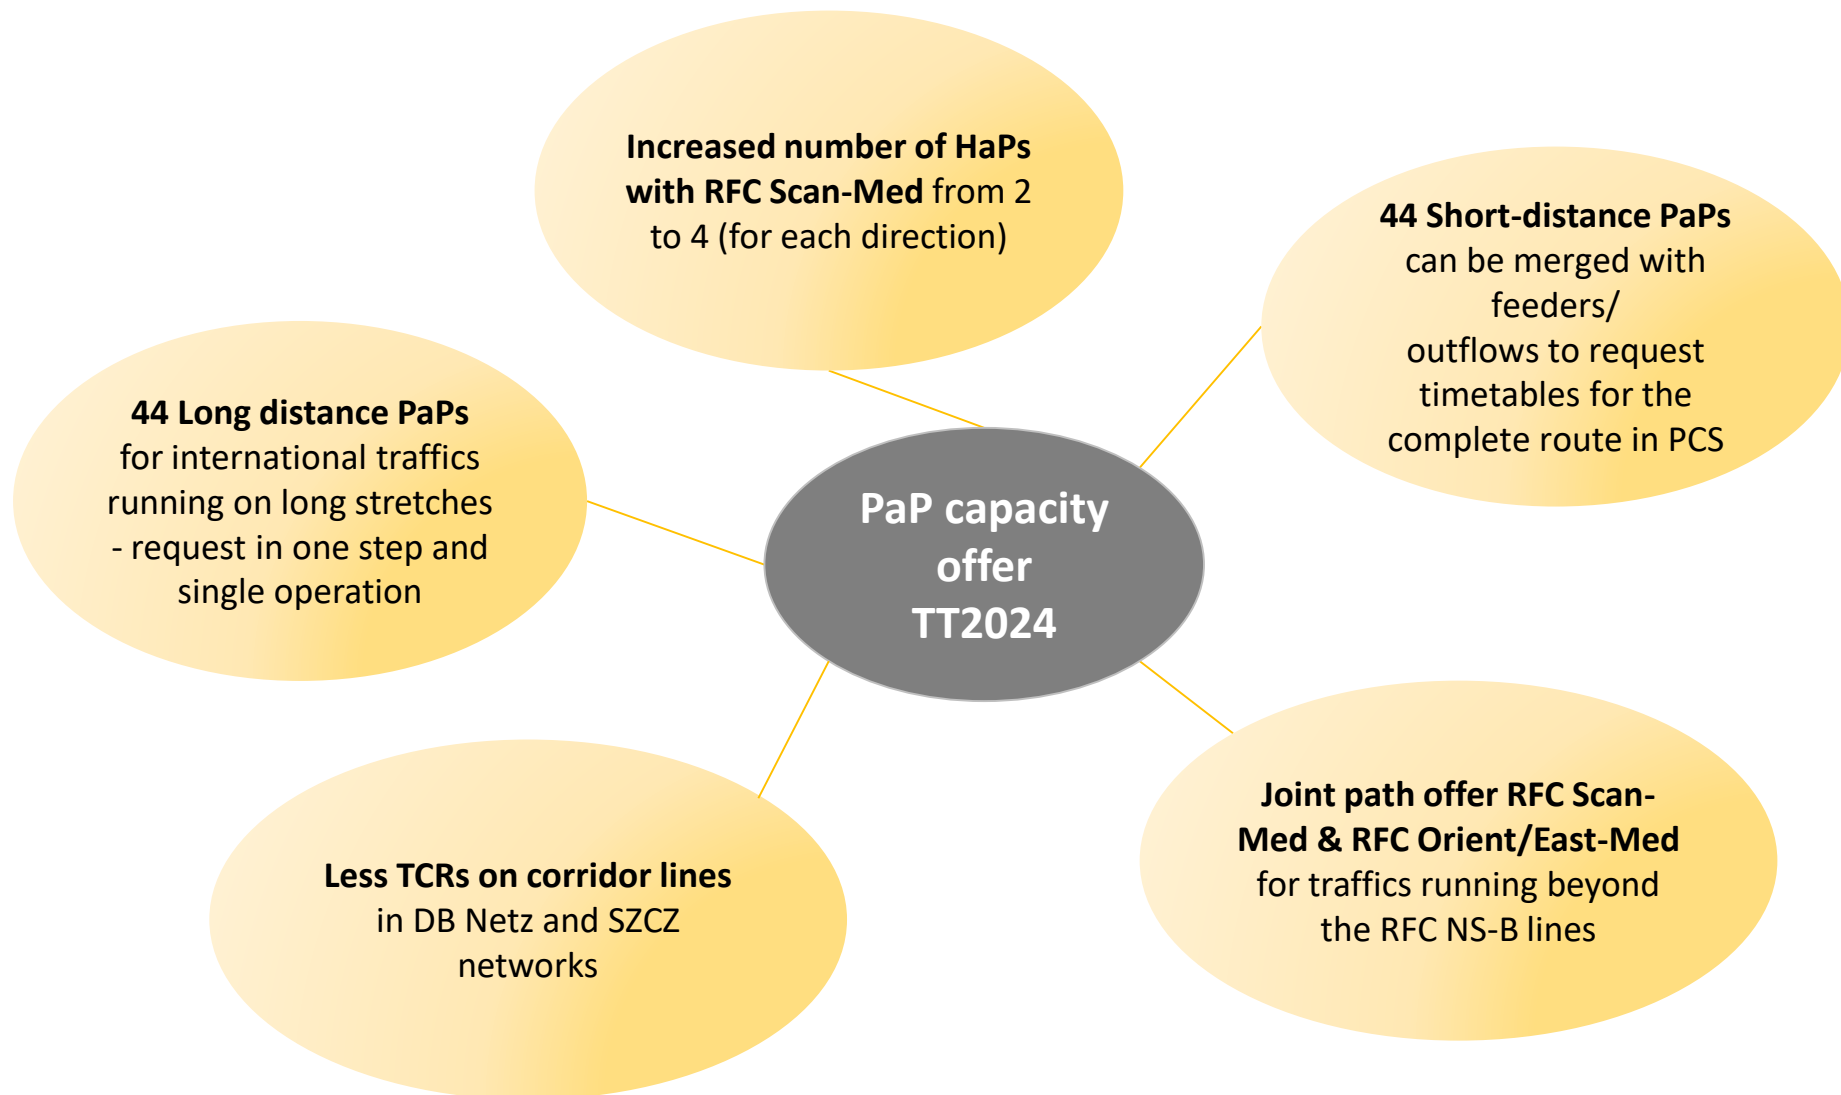 Increased number of HaPs
with RFC Scan-Med from 2
to 4 (for each direction)
44 Short-distance PaPs
can be merged with
feeders/
outflows to request
timetables for the
complete route in PCS
44 Long distance PaPs
for international traffics
running on long stretches
- request in one step and
single operation
PaP capacity
offer
TT2024
Less TCRs on corridor lines
in DB Netz and SZCZ
networks
Joint path offer RFC Scan-
Med & RFC Orient/East-Med
for traffics running beyond
the RFC NS-B lines